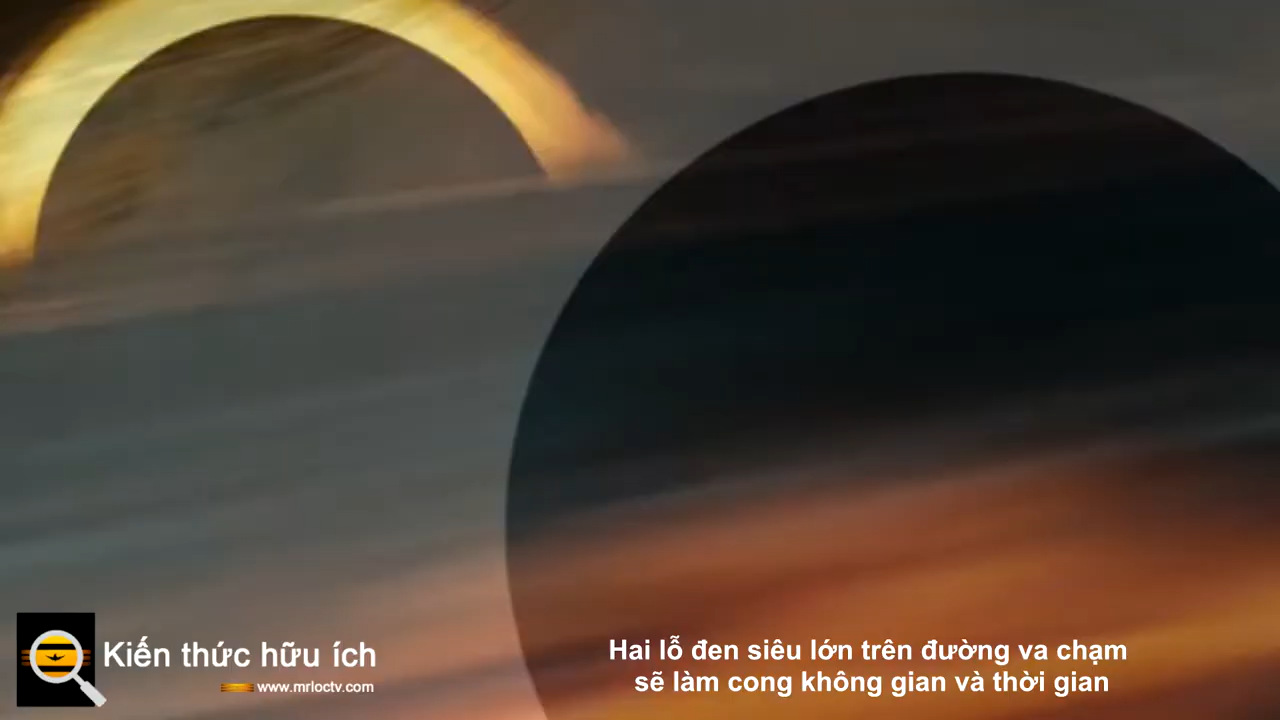 Kiến thức hữu ích
www.mrloctv.com
Hai lỗ đen siêu lớn trên đường va chạm
sẽ làm cong không gian và thời gian